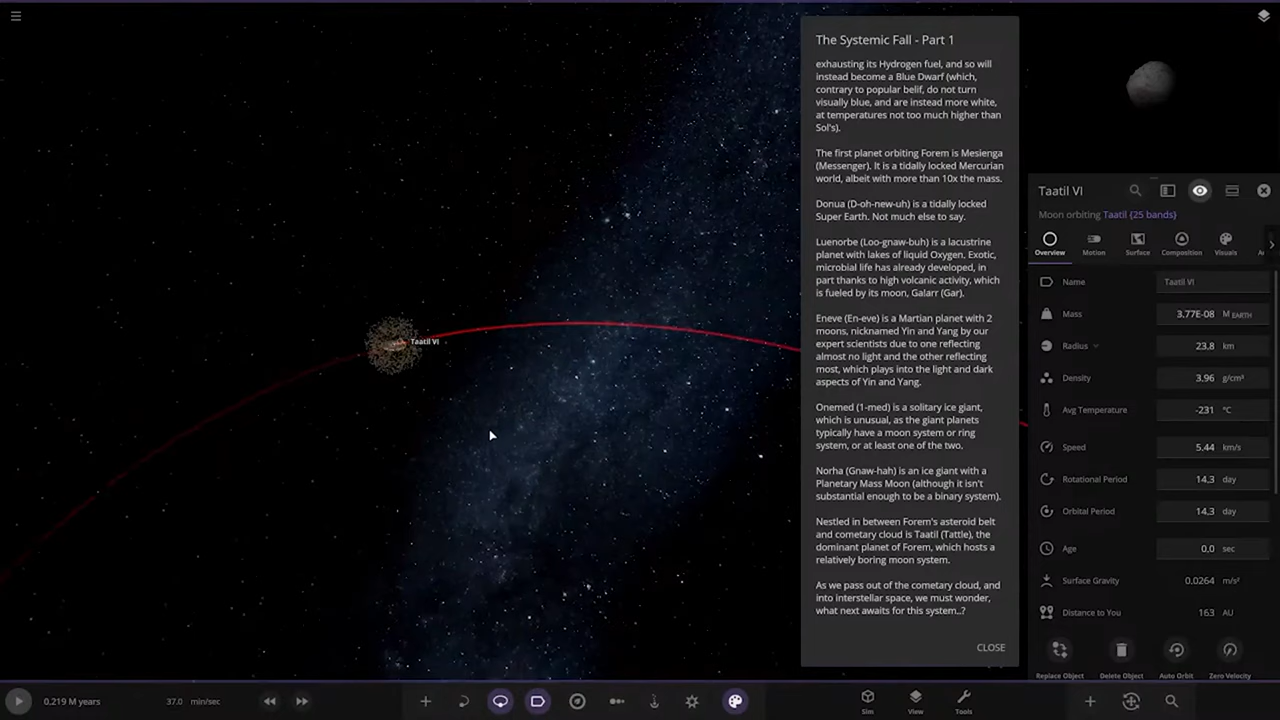 The Systemic Fall - Part 1
exhausting its Hydrogen fuel, and so will
instead become a Blue Dwarf (which,
contrary to popular belif, do not turn
visually blue, and are instead more white,
at temperatures not too much higher than
Sol's).
The first planet orbiting Forem is Mesienga
(Messenger). It is a tidally locked Mercurian
world, albeit with more than 10x the mass.
Donua (D-oh-new-uh) is a tidally locked
Super Earth. Not much else to say.
Luenorbe (Loo-gnaw-buh) is a lacustrine
planet with lakes of liquid Oxygen. Exotic,
microbial life has already developed, in
part thanks to high volcanic activity, which
is fueled by its moon, Galarr (Gar).
Eneve (En-eve) is a Martian planet with 2
moons, nicknamed Yin and Yang by our
expert scientists due to one reflecting
almost no light and the other reflecting
most, which plays into the light and dark
aspects of Yin and Yang.
Onemed (1-med) is a solitary ice giant,
which is unusual, as the giant planets
typically have a moon system or ring
system, or at least one of the two.
Norha (Gnaw-hah) is an ice giant with a
Planetary Mass Moon (although it isn't
substantial enough to be a binary system).
Nestled in between Forem's asteroid belt
and cometary cloud is Taatil (Tattle), the
dominant planet of Forem, which hosts a
relatively boring moon system.
As we pass out of the cometary cloud, and
into interstellar space, we must wonder,
what next awaits for this system..?
CLOSE
Taatil VI
Taatil VI
Moon orbiting Taatil {25 bands}
Overview Motion Surface Composition Visuals
Name Taatil VI
Mass 3.77E-08 M EARTH
Radius 23.8 km
Density 3.96 g/cm³
Avg Temperature -231 °C
Speed 5.44 km/s
Rotational Period 14.3 day
Orbital Period 14.3 day
Age 0.0 sec
Surface Gravity 0.0264 m/s²
Distance to You 163 AU
Replace Object Delete Object Auto Orbit Zero Velocity
0.219 M years 37.0 min/sec
Sim View Tools